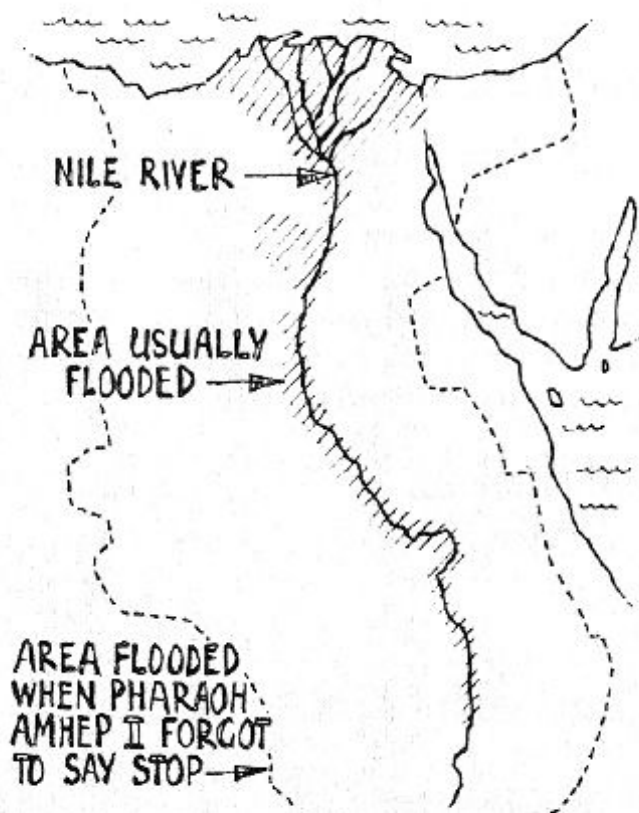 NILE RIVER
AREA USUALLY
FLOODED
AREA FLOODED
WHEN PHARAOH
AMHEP II FORGOT
TO SAY STOP